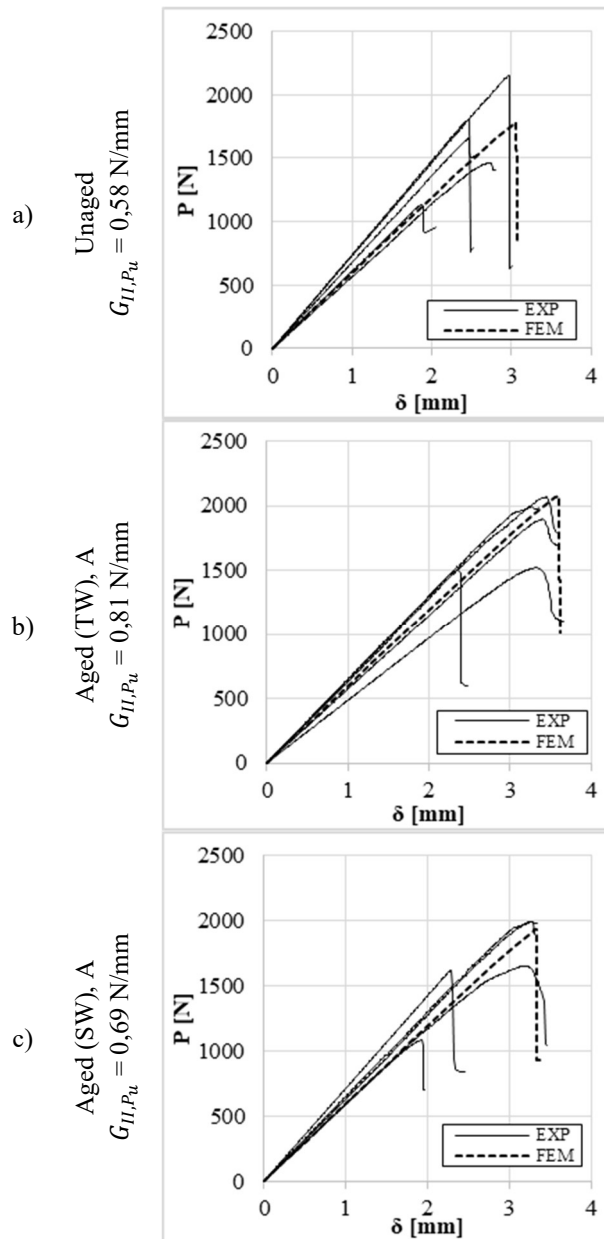 a)
Unaged
G_{II,Pu} = 0,58 N/mm
P [N]
2500
2000
1500
1000
500
0
EXP
FEM
0 1 2 3 4
δ [mm]
b)
Aged (TW), A
G_{II,Pu} = 0,81 N/mm
P [N]
2500
2000
1500
1000
500
0
EXP
FEM
0 1 2 3 4
δ [mm]
c)
Aged (SW), A
G_{II,Pu} = 0,69 N/mm
P [N]
2500
2000
1500
1000
500
0
EXP
FEM
0 1 2 3 4
δ [mm]